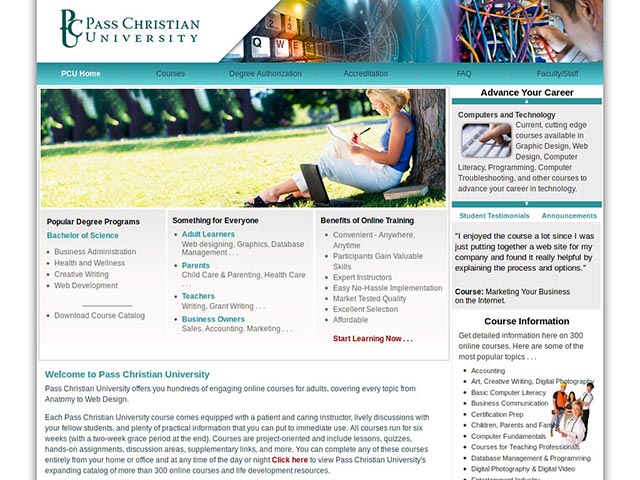 PASS CHRISTIAN
UNIVERSITY
Q W E
PCU Home
Courses
Degree Authorization
Accreditation
FAQ
Faculty/Staff
Popular Degree Programs
Bachelor of Science
Business Administration
Health and Wellness
Creative Writing
Web Development
Download Course Catalog
Something for Everyone
Adult Learners
Web designing, Graphics, Database
Management . . .
Parents
Child Care & Parenting, Health Care
. . .
Teachers
Writing, Grant Writing . . .
Business Owners
Sales, Accounting, Marketing . . .
Benefits of Online Training
Convenient - Anywhere,
Anytime
Participants Gain Valuable
Skills
Expert Instructors
Easy No-Hassle Implementation
Market Tested Quality
Excellent Selection
Affordable
Start Learning Now . . .
Welcome to Pass Christian University
Pass Christian University offers you hundreds of engaging online courses for adults, covering every topic from
Anatomy to Web Design.
Each Pass Christian University course comes equipped with a patient and caring instructor, lively discussions with
your fellow students, and plenty of practical information that you can put to immediate use. All courses run for six
weeks (with a two-week grace period at the end). Courses are project-oriented and include lessons, quizzes,
hands-on assignments, discussion areas, supplementary links, and more. You can complete any of these courses
entirely from your home or office and at any time of the day or night Click here to view Pass Christian University's
expanding catalog of more than 300 online courses and life development resources.
Advance Your Career
Computers and Technology
Current, cutting edge
courses available in
Graphic Design, Web
Design, Computer
Literacy, Programming, Computer
Troubleshooting, and other courses to
advance your career in technology.
Student Testimonials
Announcements
"I enjoyed the course a lot since I was
just putting together a web site for my
company and found it really helpful by
explaining the process and options."
Course: Marketing Your Business
on the Internet.
Course Information
Get detailed information here on 300
online courses. Here are some of the
most popular topics . . .
Accounting
Art, Creative Writing, Digital Photography
Basic Computer Literacy
Business Communication
Certification Prep
Children, Parents and Family
Computer Fundamentals
Courses for Teaching Professionals
Database Management & Programming
Digital Photography & Digital Video
Entertainment Industry